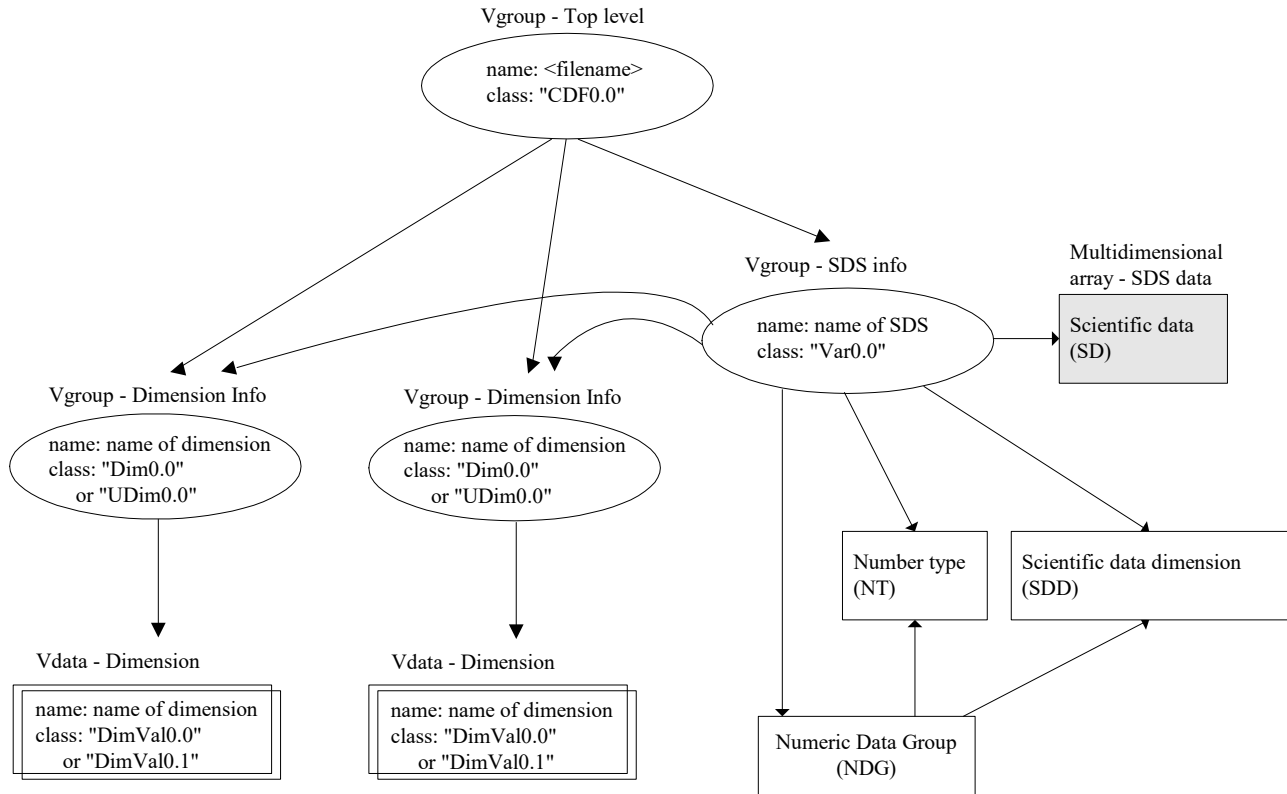 Vgroup - Top level
name: <filename>
class: "CDF0.0"
Vgroup - SDS info
name: name of SDS
class: "Var0.0"
Multidimensional
array - SDS data
Scientific data
(SD)
Vgroup - Dimension Info
name: name of dimension
class: "Dim0.0"
or "UDim0.0"
Vgroup - Dimension Info
name: name of dimension
class: "Dim0.0"
or "UDim0.0"
Number type
(NT)
Scientific data dimension
(SDD)
Vdata - Dimension
name: name of dimension
class: "DimVal0.0"
or "DimVal0.1"
Vdata - Dimension
name: name of dimension
class: "DimVal0.0"
or "DimVal0.1"
Numeric Data Group
(NDG)